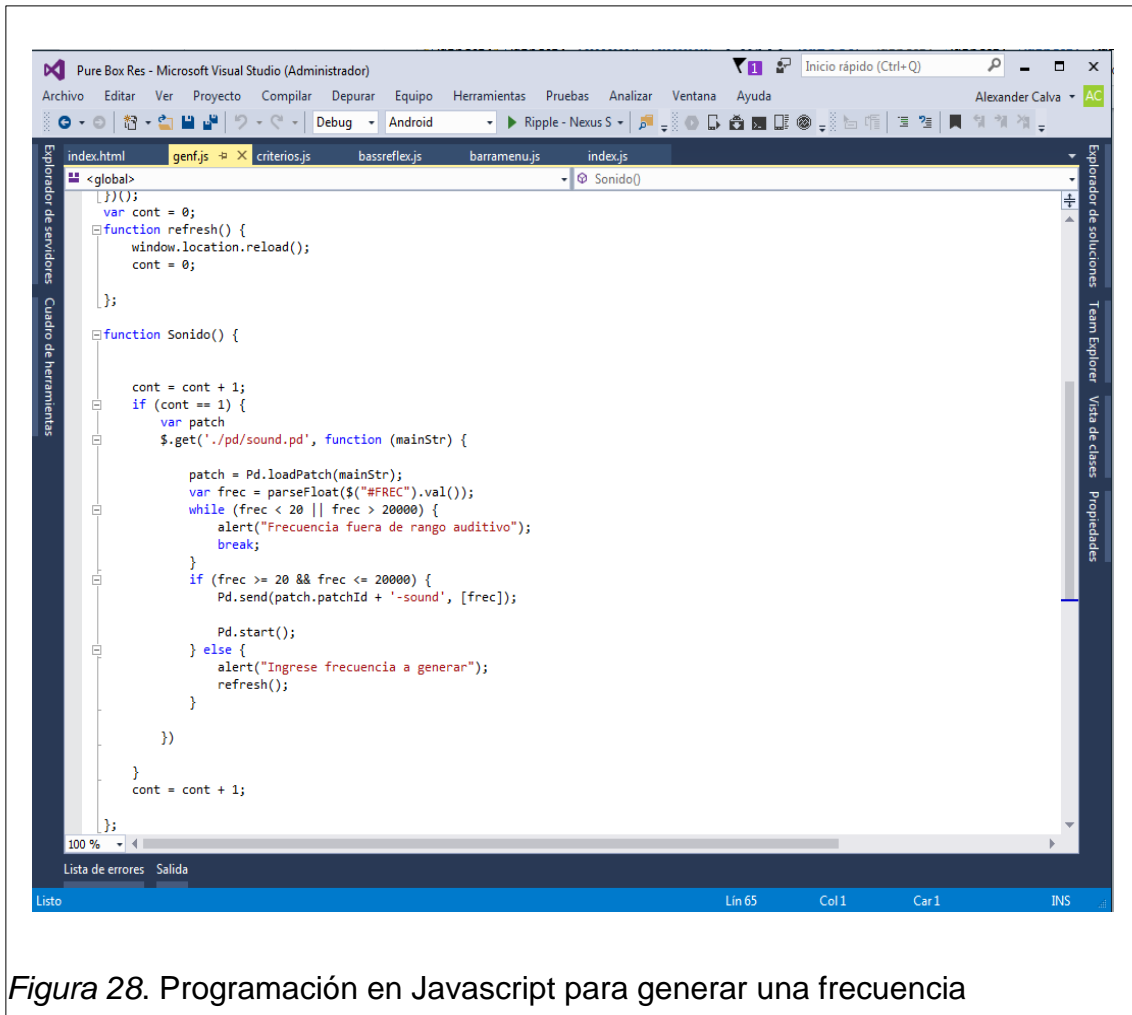 Pure Box Res - Microsoft Visual Studio (Administrador)
1
Inicio rápido (Ctrl+Q)
Archivo Editar Ver Proyecto Compilar Depurar Equipo Herramientas Pruebas Analizar Ventana Ayuda
Alexander Calva
AC
Debug Android Ripple - Nexus S
index.html genf.js criterios.js bassreflex.js barramenu.js index.js
<global>
Sonido()
})();
var cont = 0;
function refresh() {
window.location.reload();
cont = 0;
};
function Sonido() {
cont = cont + 1;
if (cont == 1) {
var patch
$.get('./pd/sound.pd', function (mainStr) {
patch = Pd.loadPatch(mainStr);
var frec = parseFloat($("#FREC").val());
while (frec < 20 || frec > 20000) {
alert("Frecuencia fuera de rango auditivo");
break;
}
if (frec >= 20 && frec <= 20000) {
Pd.send(patch.patchId + '-sound', [frec]);
Pd.start();
} else {
alert("Ingrese frecuencia a generar");
refresh();
}
})
}
cont = cont + 1;
};
100 %
Explorador de servidores
Cuadro de herramientas
Explorador de soluciones
Team Explorer
Vista de clases
Propiedades
Lista de errores Salida
Listo Lín 65 Col 1 Car 1 INS
Figura 28. Programación en Javascript para generar una frecuencia